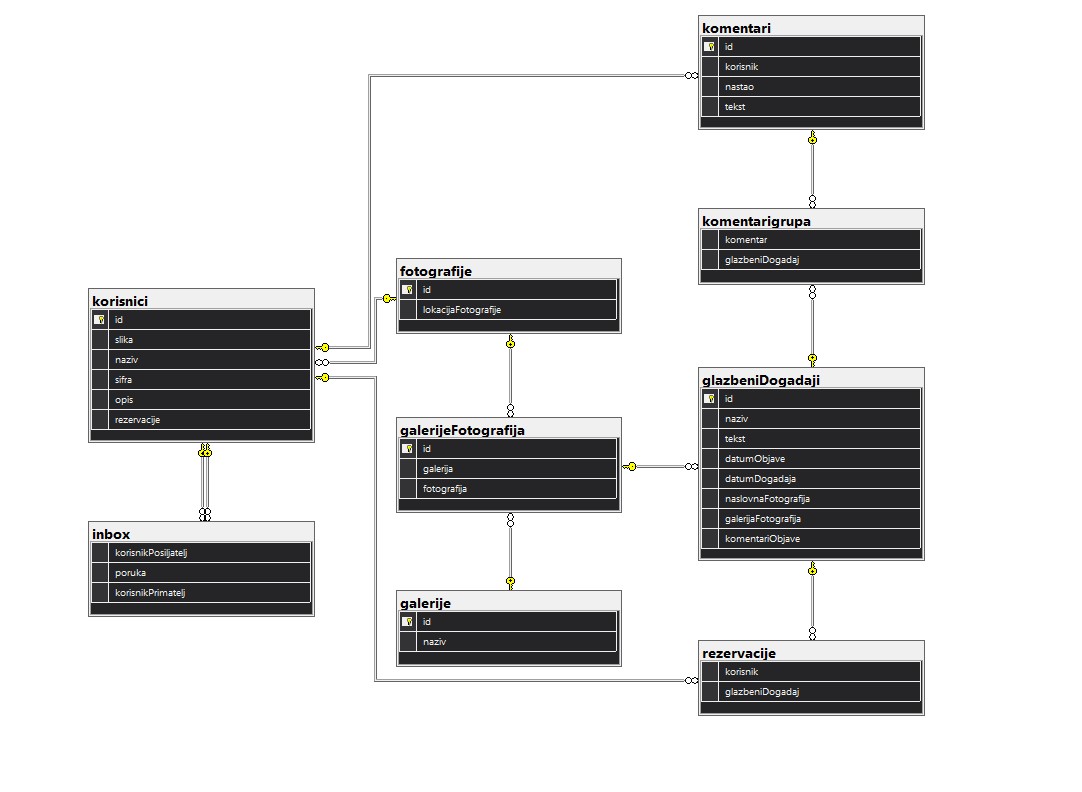 komentari
id
korisnik
nastao
tekst
komentarigrupa
komentar
glazbeniDogadaj
fotografije
id
lokacijaFotografije
korisnici
id
slika
naziv
sifra
opis
rezervacije
glazbeniDogadaji
id
naziv
tekst
datumObjave
datumDogadaja
naslovnaFotografija
galerijaFotografija
komentariObjave
galerijeFotografija
id
galerija
fotografija
inbox
korisnikPosiljatelj
poruka
korisnikPrimatelj
galerije
id
naziv
rezervacije
korisnik
glazbeniDogadaj